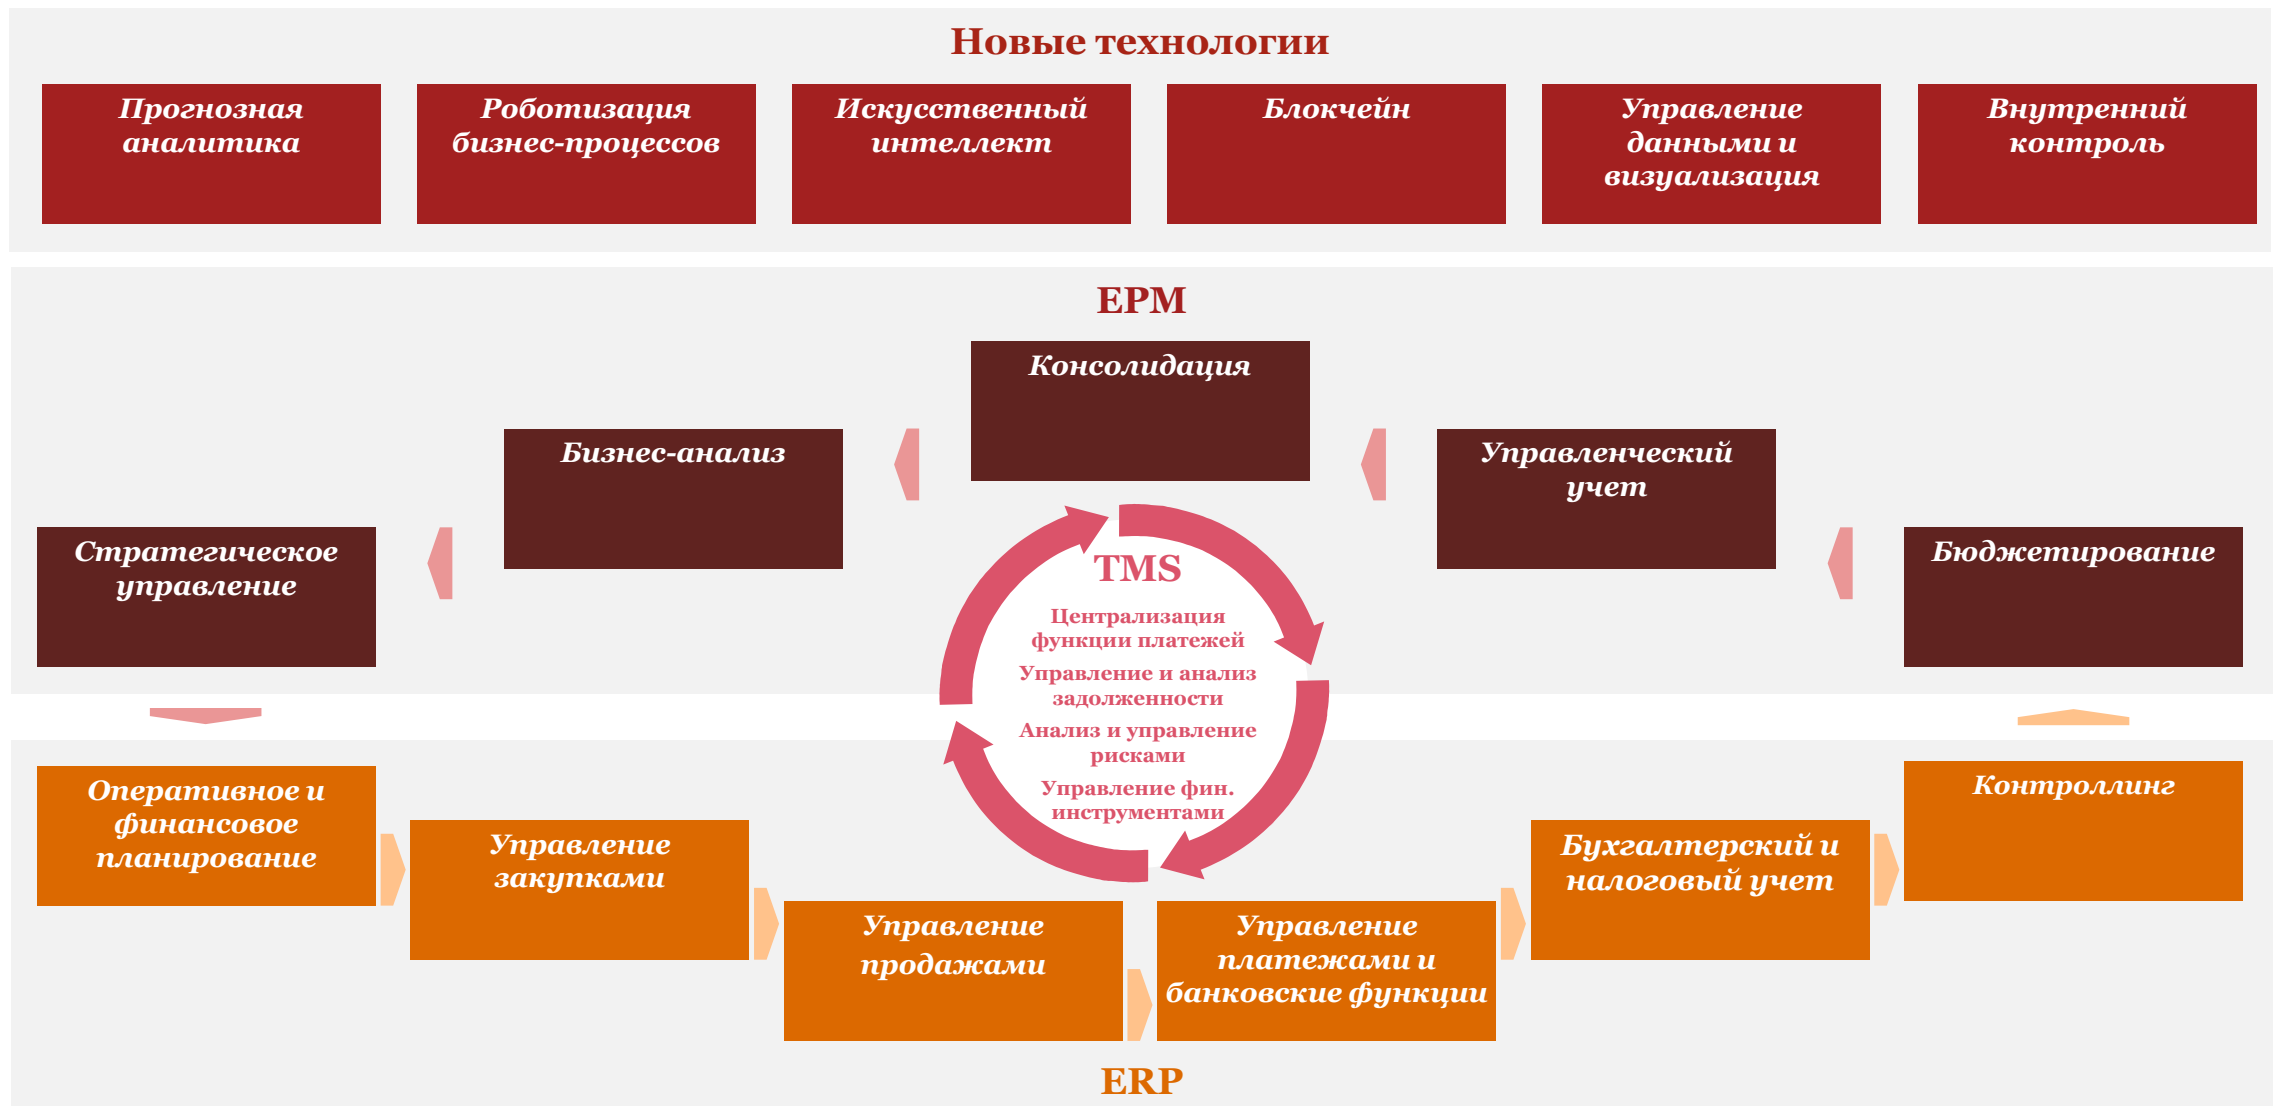 Новые технологии
Прогнозная
аналитика
Роботизация
бизнес-процессов
Искусственный
интеллект
Блокчейн
Управление
данными и
визуализация
Внутренний
контроль
EPM
Консолидация
Бизнес-анализ
Управленческий
учет
Стратегическое
управление
Бюджетирование
TMS
Централизация
функции платежей
Управление и анализ
задолженности
Анализ и управление
рисками
Управление фин.
инструментами
Оперативное и
финансовое
планирование
Управление
закупками
Управление
продажами
Управление
платежами и
банковские функции
Бухгалтерский и
налоговый учет
Контроллинг
ERP